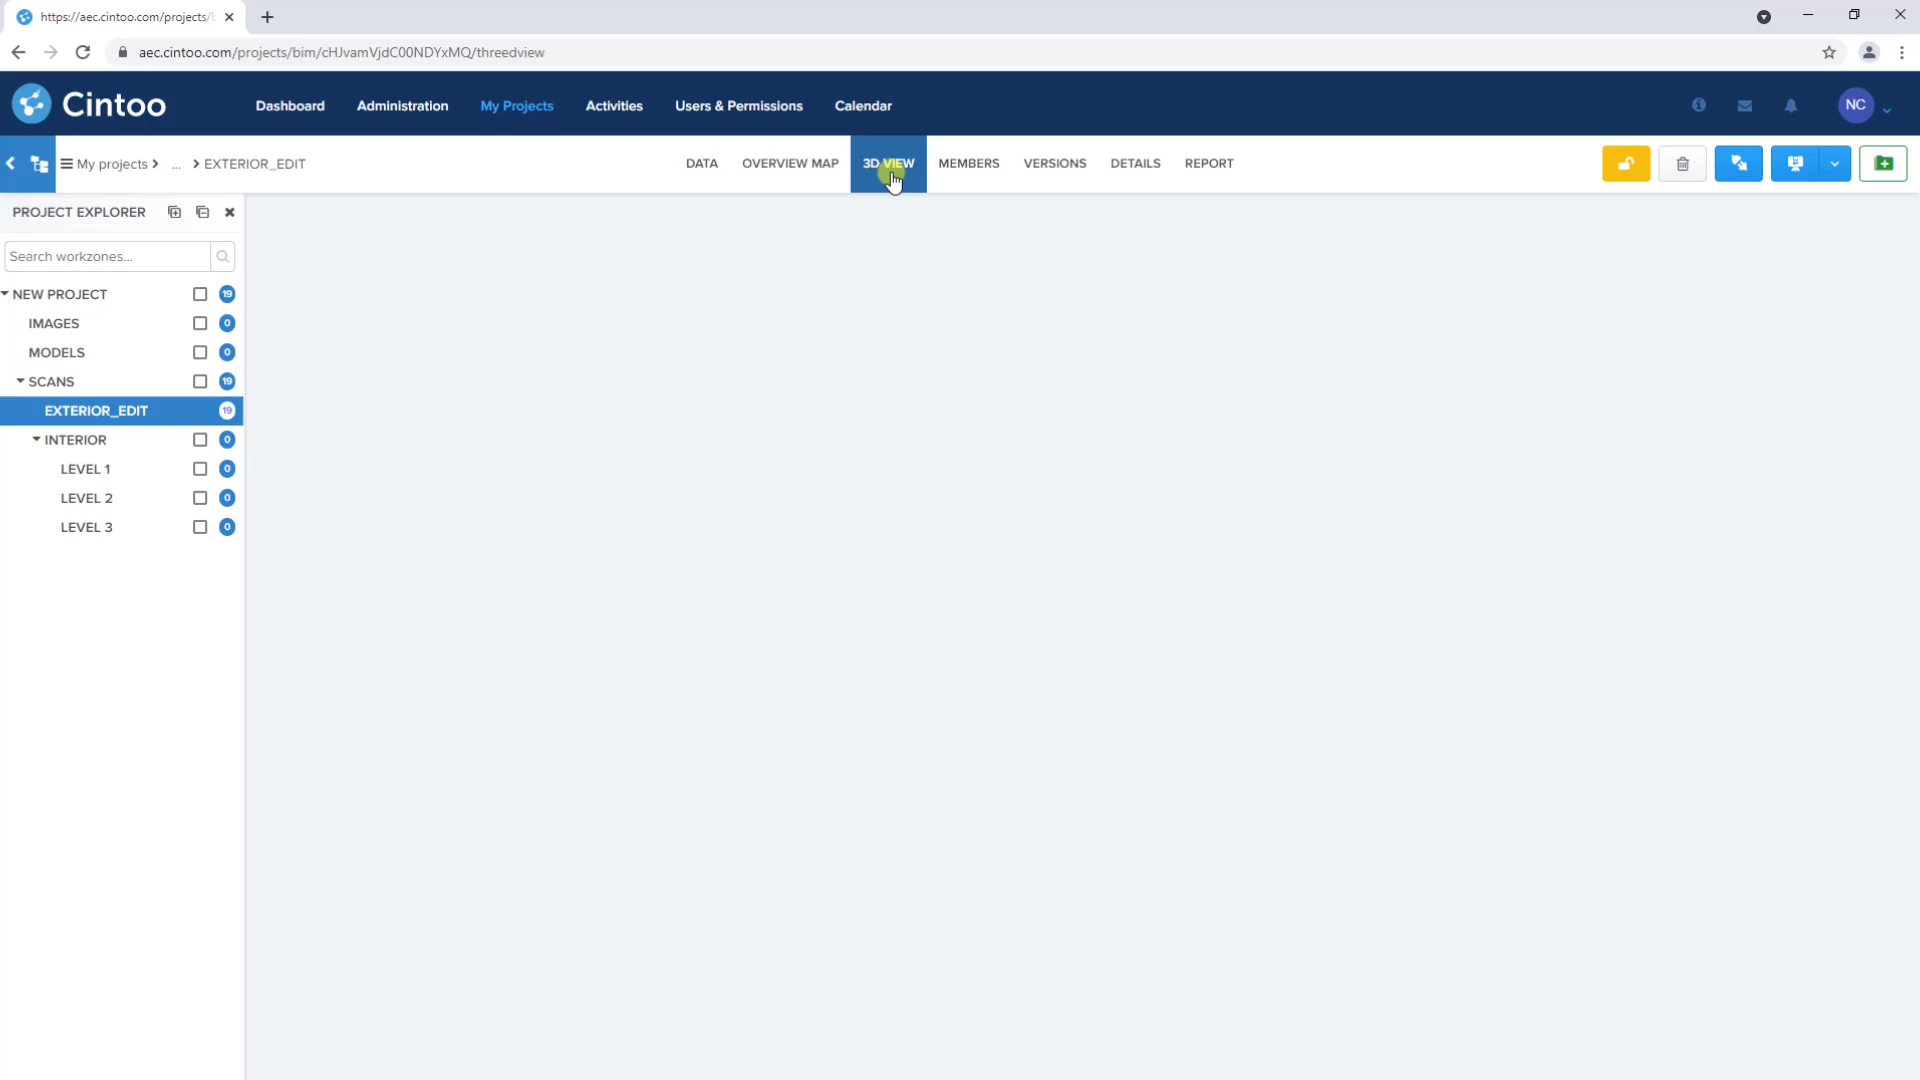 https://aec.cintoo.com/projects/
aec.cintoo.com/projects/bim/cHJvamVjdC00NDYxMQ/threedview
Cintoo
Dashboard
Administration
My Projects
Activities
Users & Permissions
Calendar
NC
My projects
...
EXTERIOR_EDIT
DATA
OVERVIEW MAP
3D VIEW
MEMBERS
VERSIONS
DETAILS
REPORT
PROJECT EXPLORER
Search workzones...
NEW PROJECT 19
IMAGES 0
MODELS 0
SCANS 19
EXTERIOR_EDIT 19
INTERIOR 0
LEVEL 1 0
LEVEL 2 0
LEVEL 3 0